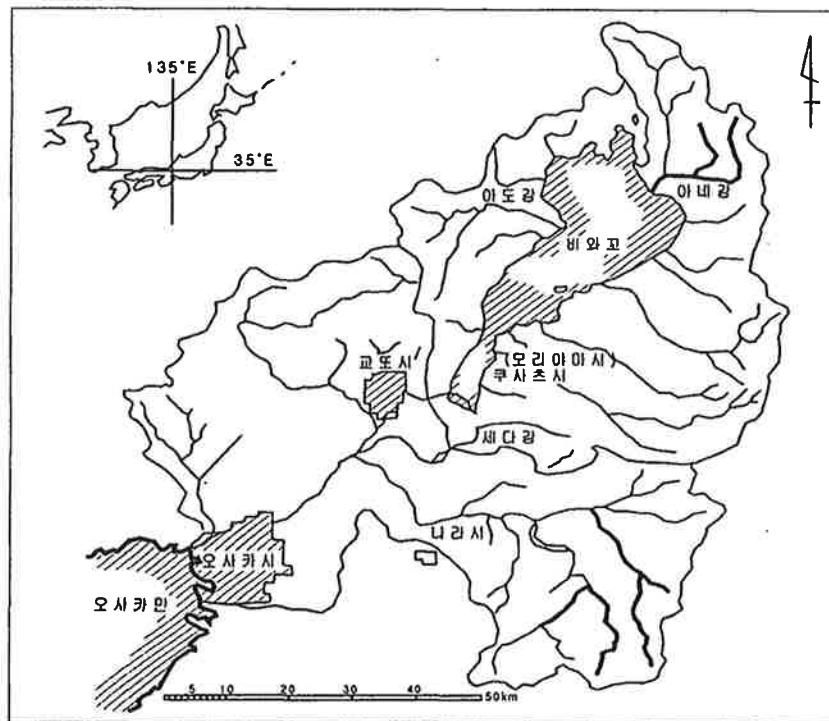 135°E
35°E
아도강
아네강
비와꼬
(모리야마시)
쿠사츠시
교또시
세다강
나라시
오사카시
오사카만
0 5 10 20 30 40 50km